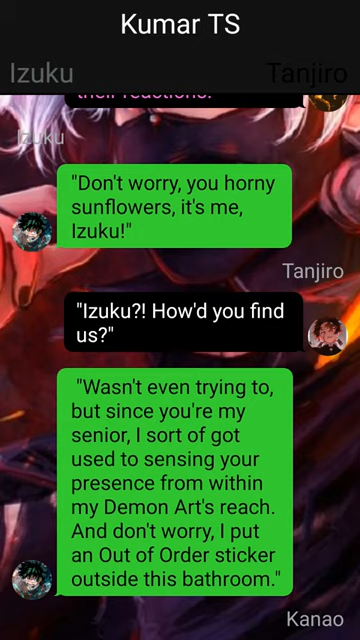 Kumar TS
Izuku
Tanjiro
their reactions.
Izuku
"Don't worry, you horny
sunflowers, it's me,
Izuku!"
Tanjiro
"Izuku?! How'd you find
us?"
"Wasn't even trying to,
but since you're my
senior, I sort of got
used to sensing your
presence from within
my Demon Art's reach.
And don't worry, I put
an Out of Order sticker
outside this bathroom."
Kanao